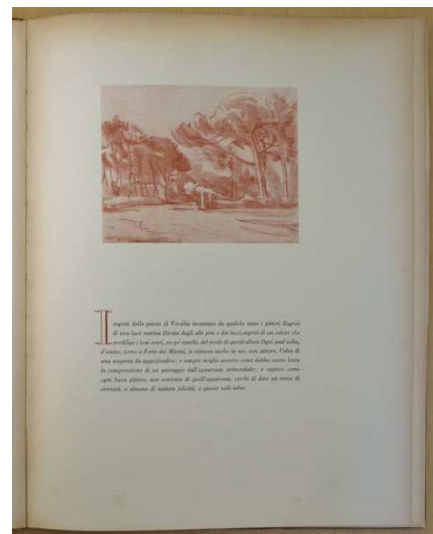 I segreti delle pinete di Versilia incantano da qualche anno i pittori. Segreti
di una luce marina filtrata dagli alti pini e dai lecci, segreti di un colore che
predilige i toni scuri, un po' cupi, del verde di questi alberi. Ogni qual volta,
d'estate, torno a Forte dei Marmi, si rinnova anche in me, non pittore, l'idea di
una scoperta da approfondire; e sempre meglio avverto come debba essere lenta
la comprensione di un paesaggio dall'apparenza primordiale; e capisco come
ogni buon pittore, non contento di quell'apparenza, cerchi di dare un senso di
eternità, o almeno di matura felicità, a queste